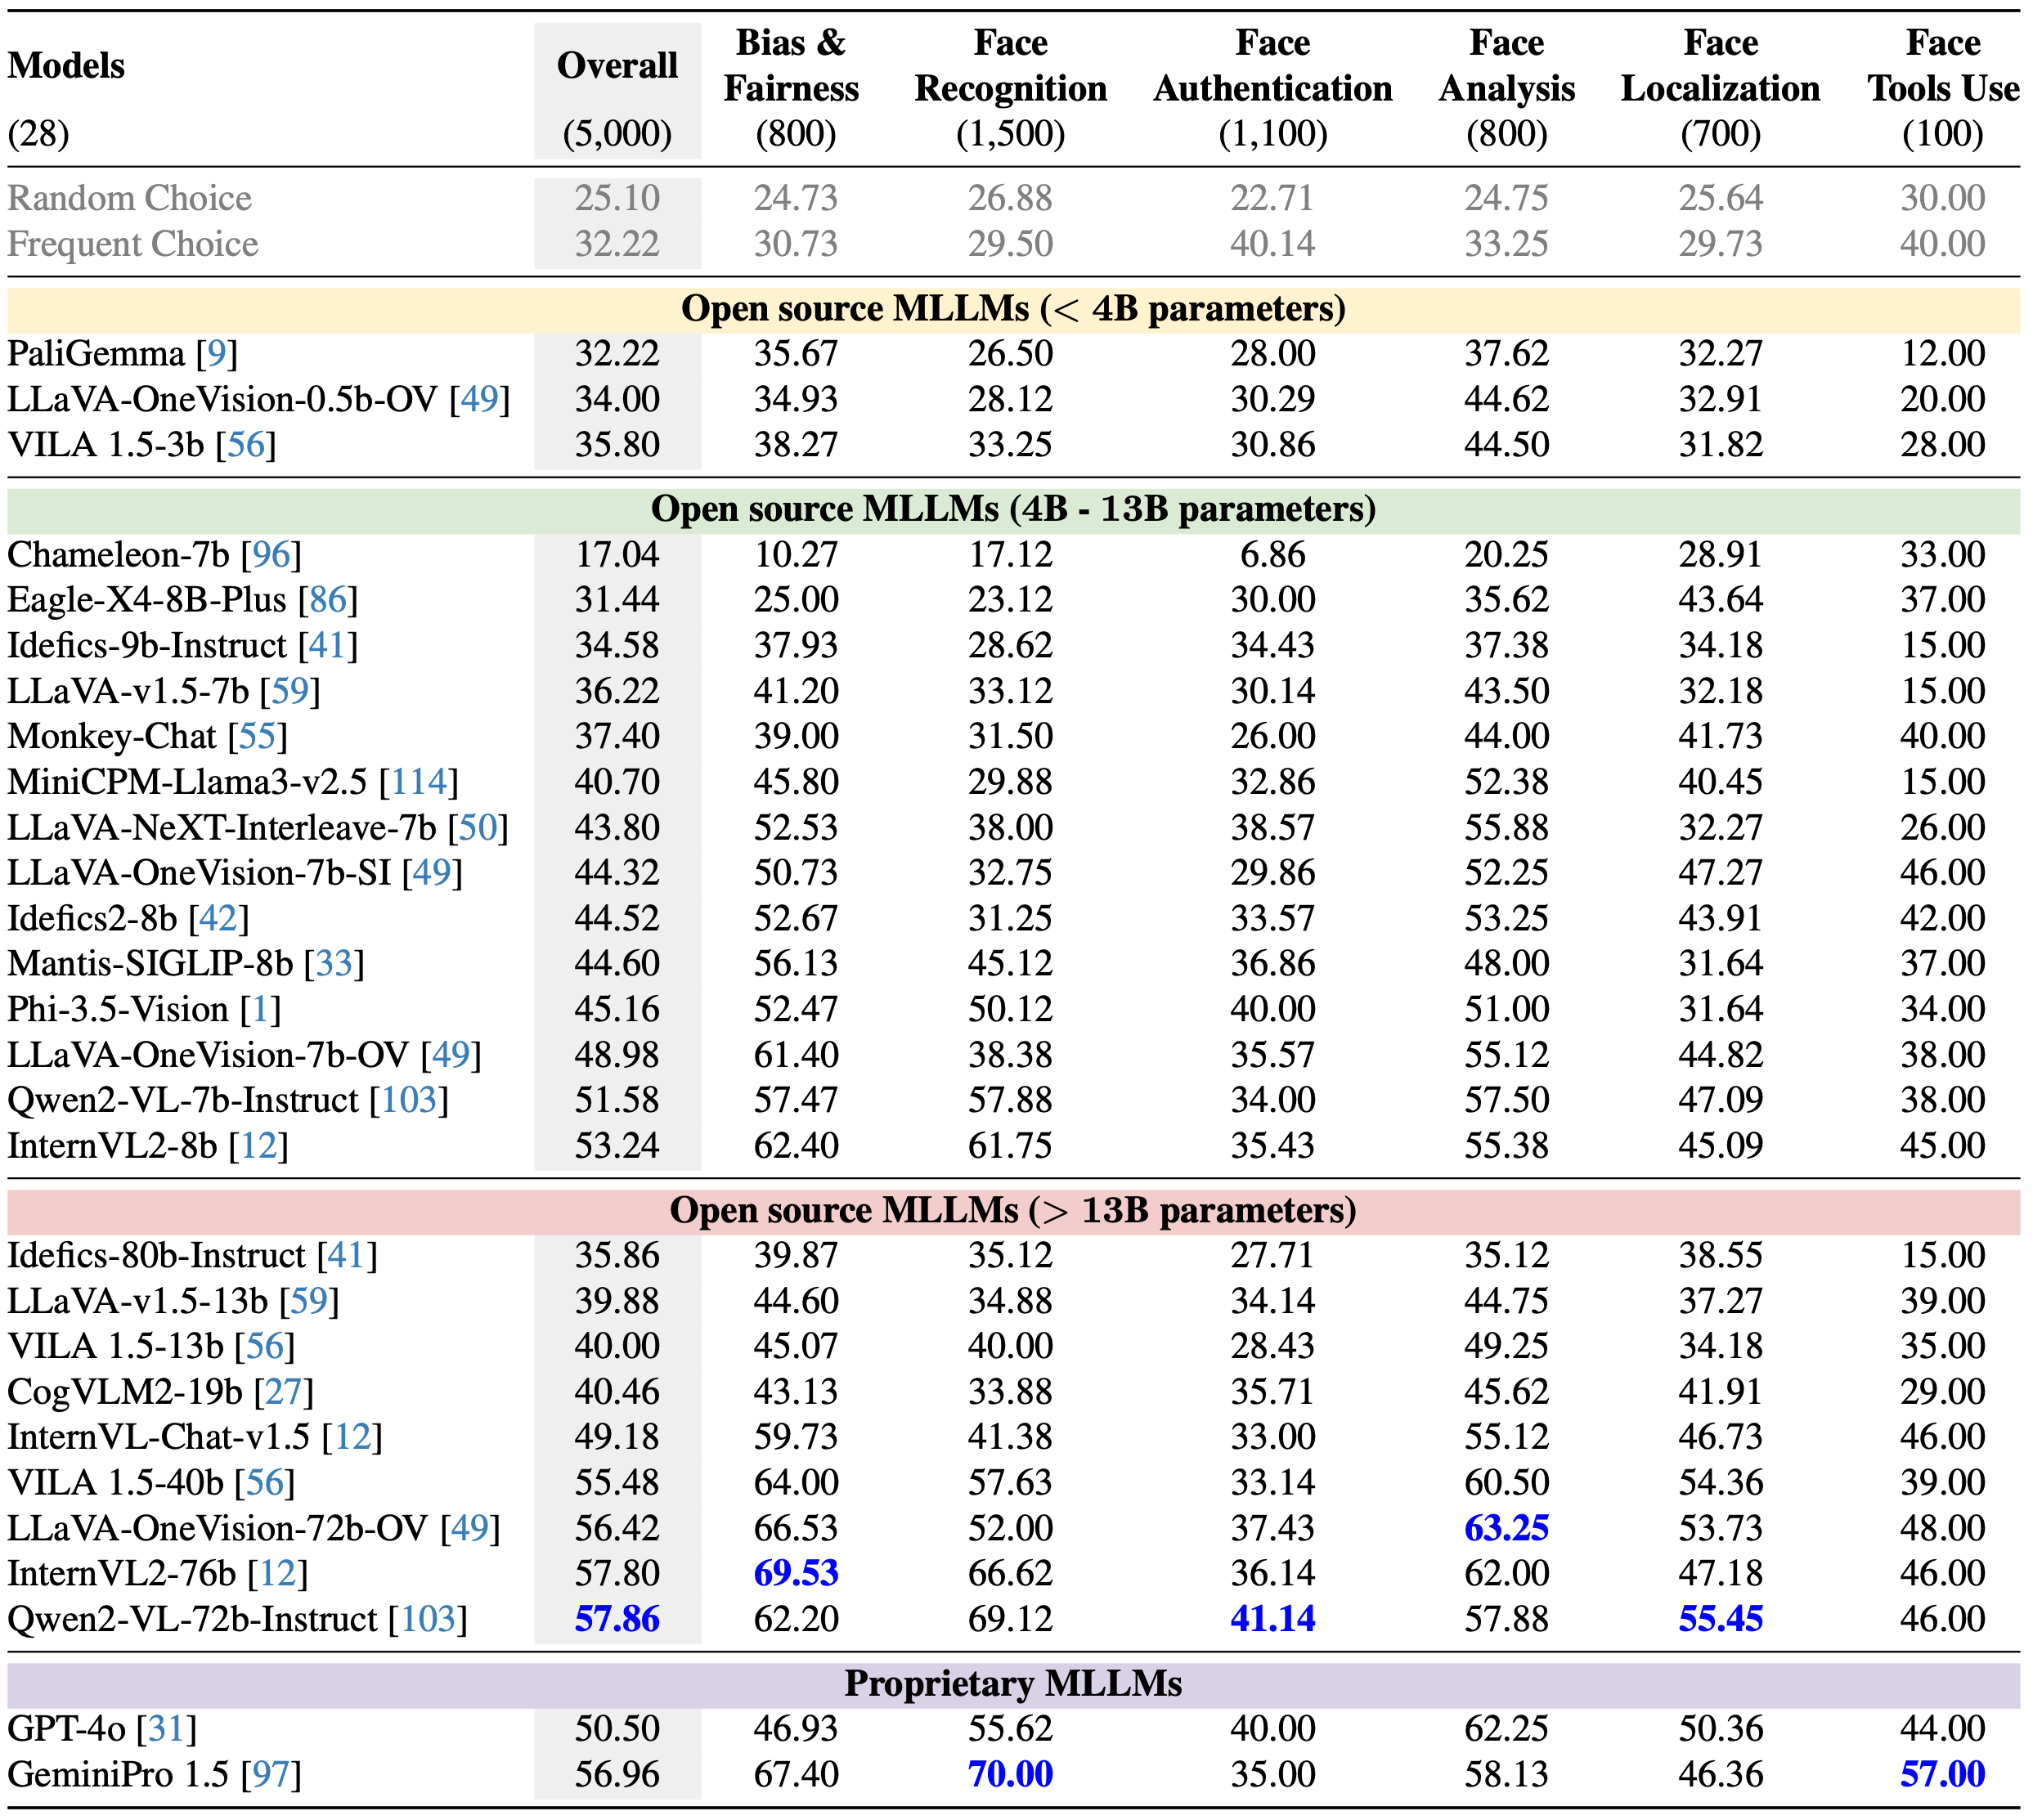 Models Overall Bias & Fairness Face Recognition Face Authentication Face Analysis Face Localization Face Tools Use
(28) (5,000) (800) (1,500) (1,100) (800) (700) (100)
Random Choice 25.10 24.73 26.88 22.71 24.75 25.64 30.00
Frequent Choice 32.22 30.73 29.50 40.14 33.25 29.73 40.00
Open source MLLMs (< 4B parameters)
PaliGemma [9] 32.22 35.67 26.50 28.00 37.62 32.27 12.00
LLaVA-OneVision-0.5b-OV [49] 34.00 34.93 28.12 30.29 44.62 32.91 20.00
VILA 1.5-3b [56] 35.80 38.27 33.25 30.86 44.50 31.82 28.00
Open source MLLMs (4B - 13B parameters)
Chameleon-7b [96] 17.04 10.27 17.12 6.86 20.25 28.91 33.00
Eagle-X4-8B-Plus [86] 31.44 25.00 23.12 30.00 35.62 43.64 37.00
Idefics-9b-Instruct [41] 34.58 37.93 28.62 34.43 37.38 34.18 15.00
LLaVA-v1.5-7b [59] 36.22 41.20 33.12 30.14 43.50 32.18 15.00
Monkey-Chat [55] 37.40 39.00 31.50 26.00 44.00 41.73 40.00
MiniCPM-Llama3-v2.5 [114] 40.70 45.80 29.88 32.86 52.38 40.45 15.00
LLaVA-NeXT-Interleave-7b [50] 43.80 52.53 38.00 38.57 55.88 32.27 26.00
LLaVA-OneVision-7b-SI [49] 44.32 50.73 32.75 29.86 52.25 47.27 46.00
Idefics2-8b [42] 44.52 52.67 31.25 33.57 53.25 43.91 42.00
Mantis-SIGLIP-8b [33] 44.60 56.13 45.12 36.86 48.00 31.64 37.00
Phi-3.5-Vision [1] 45.16 52.47 50.12 40.00 51.00 31.64 34.00
LLaVA-OneVision-7b-OV [49] 48.98 61.40 38.38 35.57 55.12 44.82 38.00
Qwen2-VL-7b-Instruct [103] 51.58 57.47 57.88 34.00 57.50 47.09 38.00
InternVL2-8b [12] 53.24 62.40 61.75 35.43 55.38 45.09 45.00
Open source MLLMs (> 13B parameters)
Idefics-80b-Instruct [41] 35.86 39.87 35.12 27.71 35.12 38.55 15.00
LLaVA-v1.5-13b [59] 39.88 44.60 34.88 34.14 44.75 37.27 39.00
VILA 1.5-13b [56] 40.00 45.07 40.00 28.43 49.25 34.18 35.00
CogVLM2-19b [27] 40.46 43.13 33.88 35.71 45.62 41.91 29.00
InternVL-Chat-v1.5 [12] 49.18 59.73 41.38 33.00 55.12 46.73 46.00
VILA 1.5-40b [56] 55.48 64.00 57.63 33.14 60.50 54.36 39.00
LLaVA-OneVision-72b-OV [49] 56.42 66.53 52.00 37.43 63.25 53.73 48.00
InternVL2-76b [12] 57.80 69.53 66.62 36.14 62.00 47.18 46.00
Qwen2-VL-72b-Instruct [103] 57.86 62.20 69.12 41.14 57.88 55.45 46.00
Proprietary MLLMs
GPT-4o [31] 50.50 46.93 55.62 40.00 62.25 50.36 44.00
GeminiPro 1.5 [97] 56.96 67.40 70.00 35.00 58.13 46.36 57.00